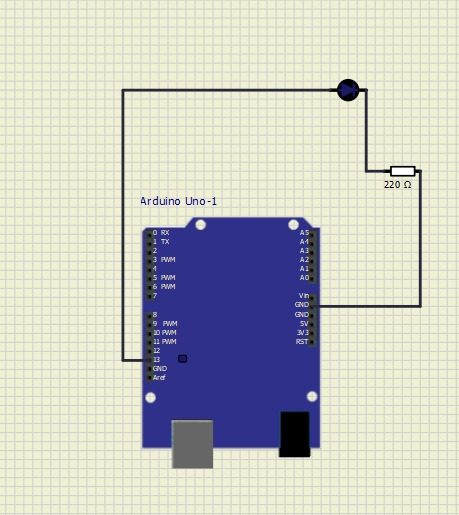 220 Ω
Arduino Uno-1
0 RX
1 TX
2
3 PWM
4
5 PWM
6 PWM
7
8
9 PWM
10 PWM
11 PWM
12
13
GND
Aref
A5
A4
A3
A2
A1
A0
Vin
GND
GND
5V
3V3
RST